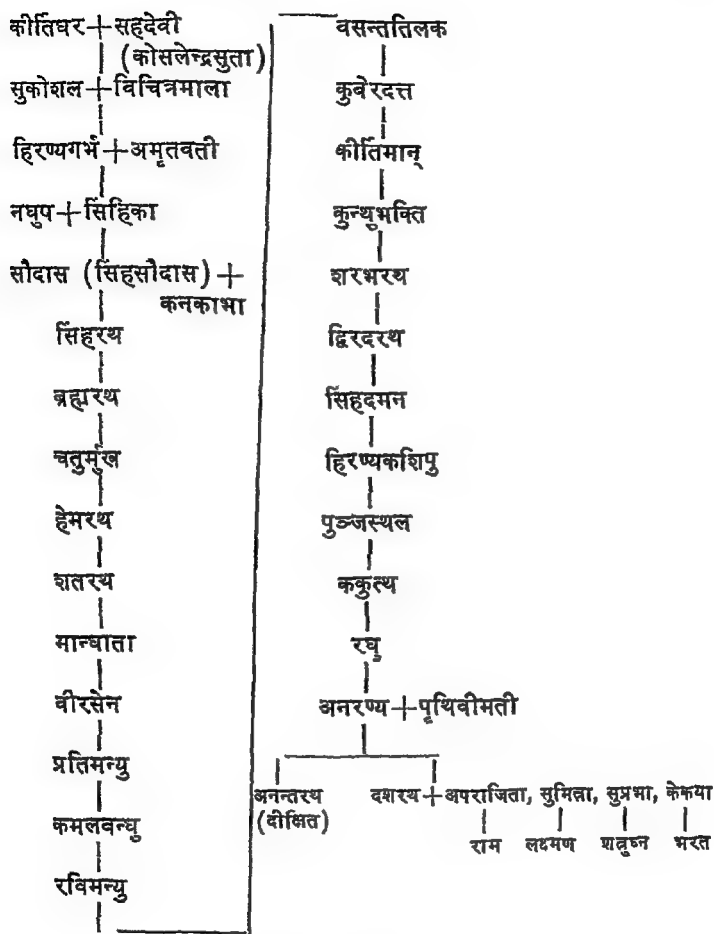 कीर्तिधर + सहदेवी
(कोसलेन्द्रसुता)
सुकोशल + विचित्रमाला
हिरण्यगर्भ + अमृतवती
नघुष + सिंहिका
सौदास (सिंहसौदास) +
कनकाभा
सिंहरथ
ब्रह्मरथ
चतुर्मुख
हेमरथ
शतरथ
मान्धाता
वीरसेन
प्रतिमन्यु
कमलवन्धु
रविमन्यु
वसन्ततिलक
कुवेरदत्त
कीर्तिमान्
कुन्थुभक्ति
शरभरथ
द्विरदरथ
सिंहदमन
हिरण्यकशिपु
पुञ्जस्थल
ककुत्थ
रघु
अनरण्य + पृथिवीमती
अनन्तरथ दशरथ + अपराजिता, सुमित्रा, सुप्रभा, केकया
(दीक्षित)
राम लक्ष्मण शत्रुघ्न भरत